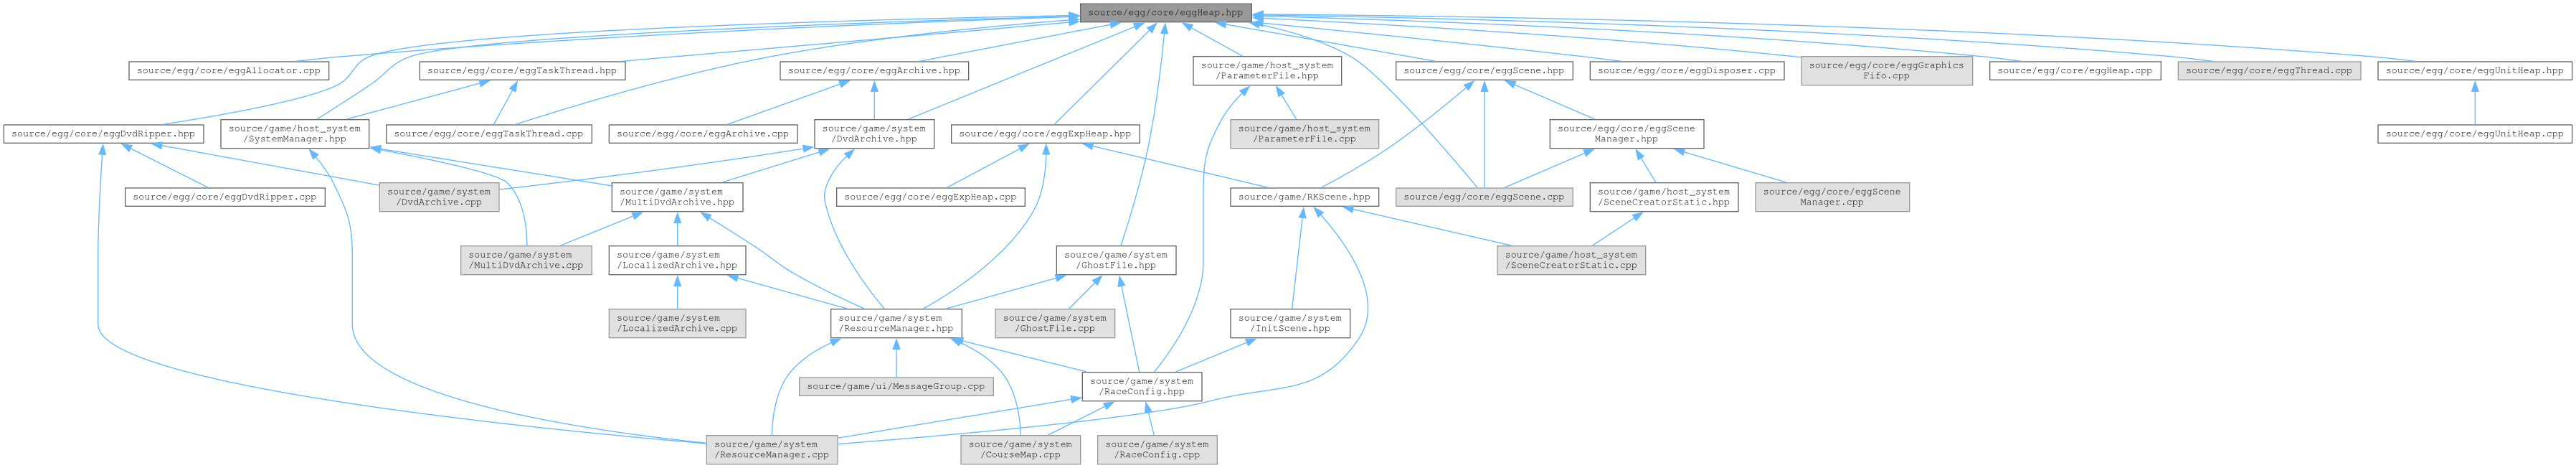 source/egg/core/eggHeap.hpp
source/egg/core/eggAllocator.cpp
source/egg/core/eggTaskThread.hpp
source/egg/core/eggArchive.hpp
source/game/host_system
/ParameterFile.hpp
source/egg/core/eggScene.hpp
source/egg/core/eggDisposer.cpp
source/egg/core/eggGraphics
Fifo.cpp
source/egg/core/eggHeap.cpp
source/egg/core/eggThread.cpp
source/egg/core/eggUnitHeap.hpp
source/egg/core/eggDvdRipper.hpp
source/game/host_system
/SystemManager.hpp
source/egg/core/eggTaskThread.cpp
source/egg/core/eggArchive.cpp
source/game/system
/DvdArchive.hpp
source/egg/core/eggExpHeap.hpp
source/game/host_system
/ParameterFile.cpp
source/egg/core/eggScene
Manager.hpp
source/egg/core/eggUnitHeap.cpp
source/egg/core/eggDvdRipper.cpp
source/game/system
/DvdArchive.cpp
source/game/system
/MultiDvdArchive.hpp
source/egg/core/eggExpHeap.cpp
source/game/RKScene.hpp
source/egg/core/eggScene.cpp
source/game/host_system
/SceneCreatorStatic.hpp
source/egg/core/eggScene
Manager.cpp
source/game/system
/MultiDvdArchive.cpp
source/game/system
/LocalizedArchive.hpp
source/game/system
/GhostFile.hpp
source/game/host_system
/SceneCreatorStatic.cpp
source/game/system
/LocalizedArchive.cpp
source/game/system
/ResourceManager.hpp
source/game/system
/GhostFile.cpp
source/game/system
/InitScene.hpp
source/game/ui/MessageGroup.cpp
source/game/system
/RaceConfig.hpp
source/game/system
/ResourceManager.cpp
source/game/system
/CourseMap.cpp
source/game/system
/RaceConfig.cpp